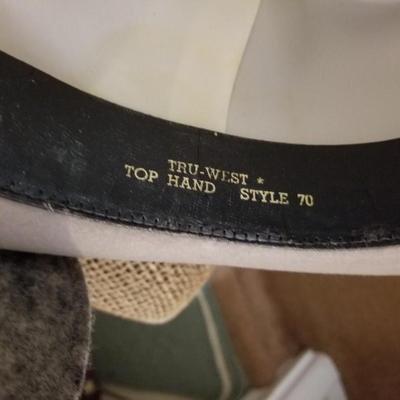 TRU-WEST *
TOP HAND STYLE 70